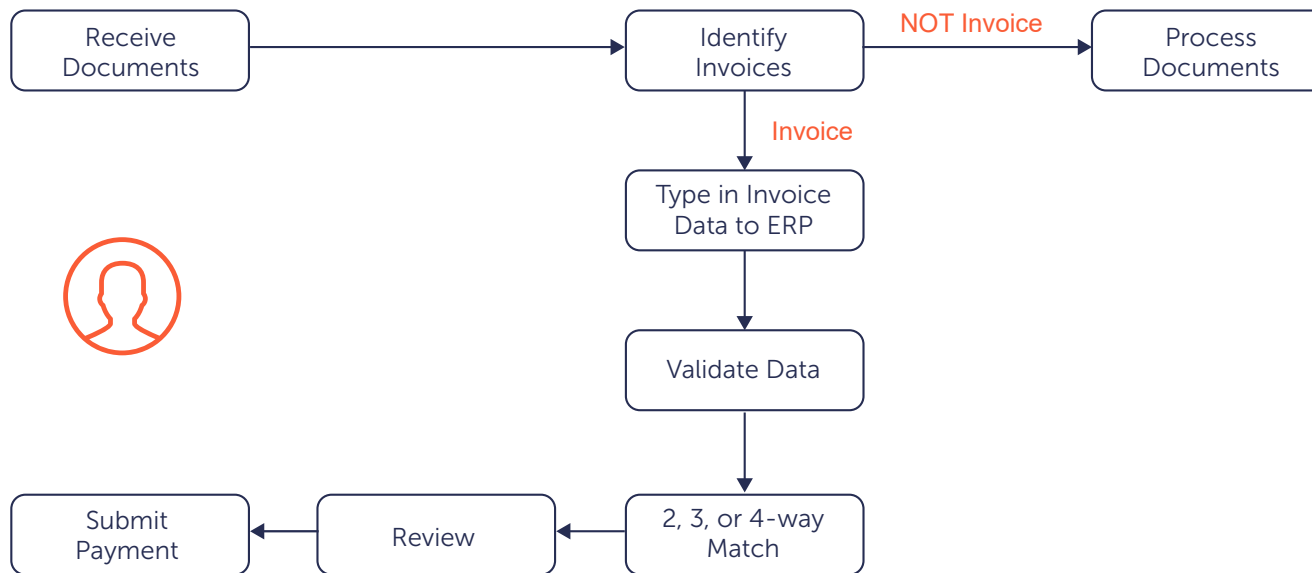 Receive
Documents
Identify
Invoices
NOT Invoice
Process
Documents
Invoice
Type in Invoice
Data to ERP
Validate Data
Submit
Payment
Review
2, 3, or 4-way
Match